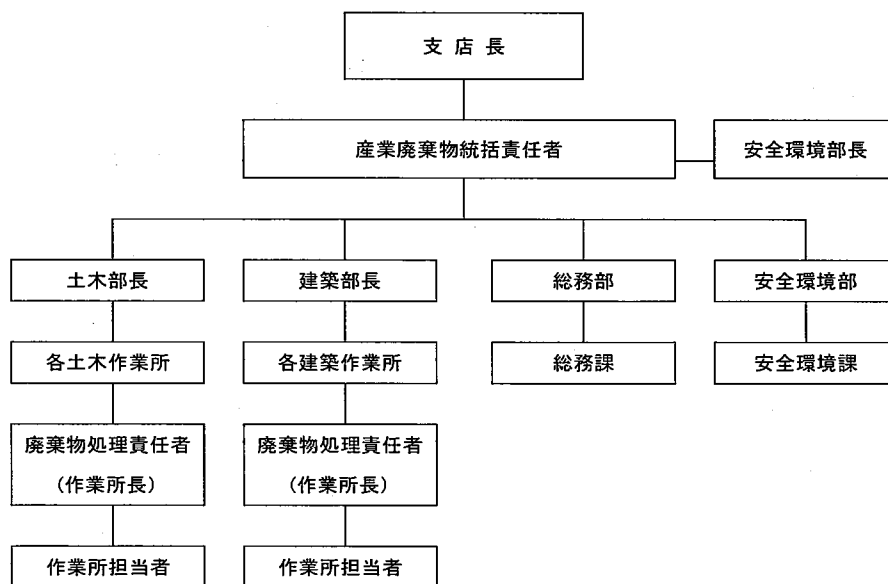 支店長
産業廃棄物統括責任者
安全環境部長
土木部長
建築部長
総務部
安全環境部
各土木作業所
各建築作業所
総務課
安全環境課
廃棄物処理責任者
(作業所長)
廃棄物処理責任者
(作業所長)
作業所担当者
作業所担当者